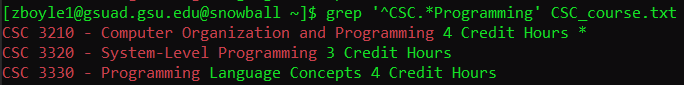 [zboyle1@gsuad.gsu.edu@snowball ~]$ grep '^CSC.*Programming' CSC_course.txt
CSC 3210 - Computer Organization and Programming 4 Credit Hours *
CSC 3320 - System-Level Programming 3 Credit Hours
CSC 3330 - Programming Language Concepts 4 Credit Hours